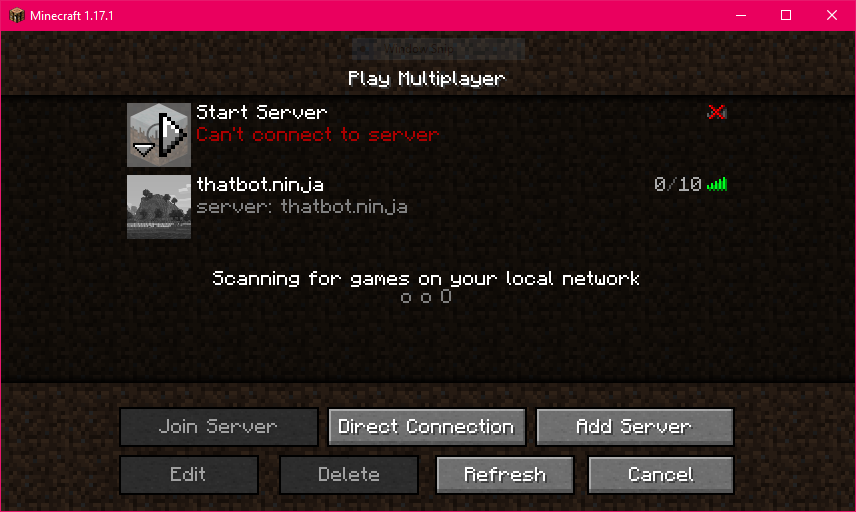 Minecraft 1.17.1
Play Multiplayer
Start Server
Can't connect to server
thatbot.ninja
0/10
server: thatbot.ninja
Scanning for games on your local network
o o O
Join Server
Direct Connection
Add Server
Edit
Delete
Refresh
Cancel